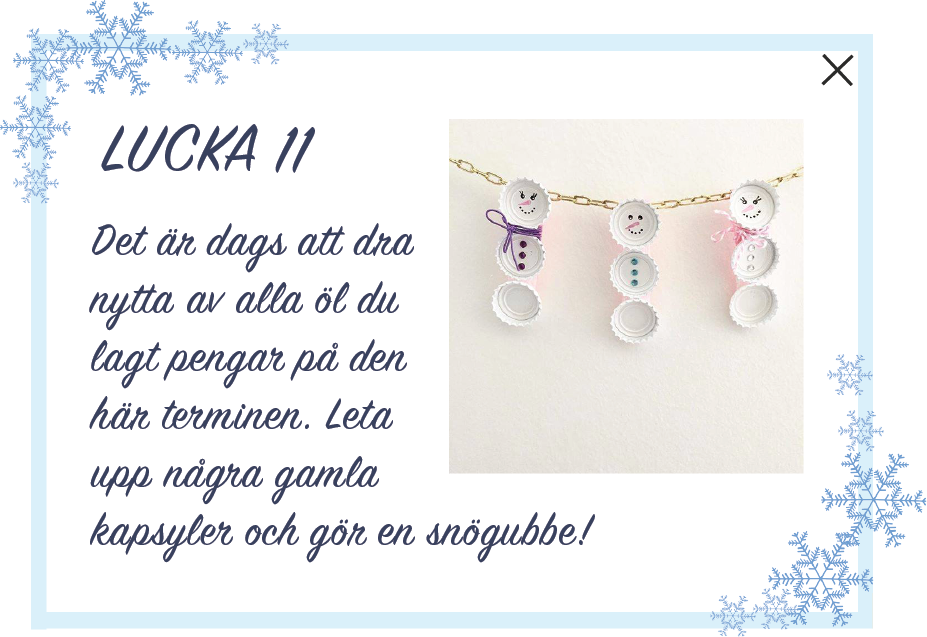 LUCKA 11
Det är dags att dra
nytta av alla öl du
lagt pengar på den
här terminen. Leta
upp några gamla
kapsyler och gör en snögubbe!